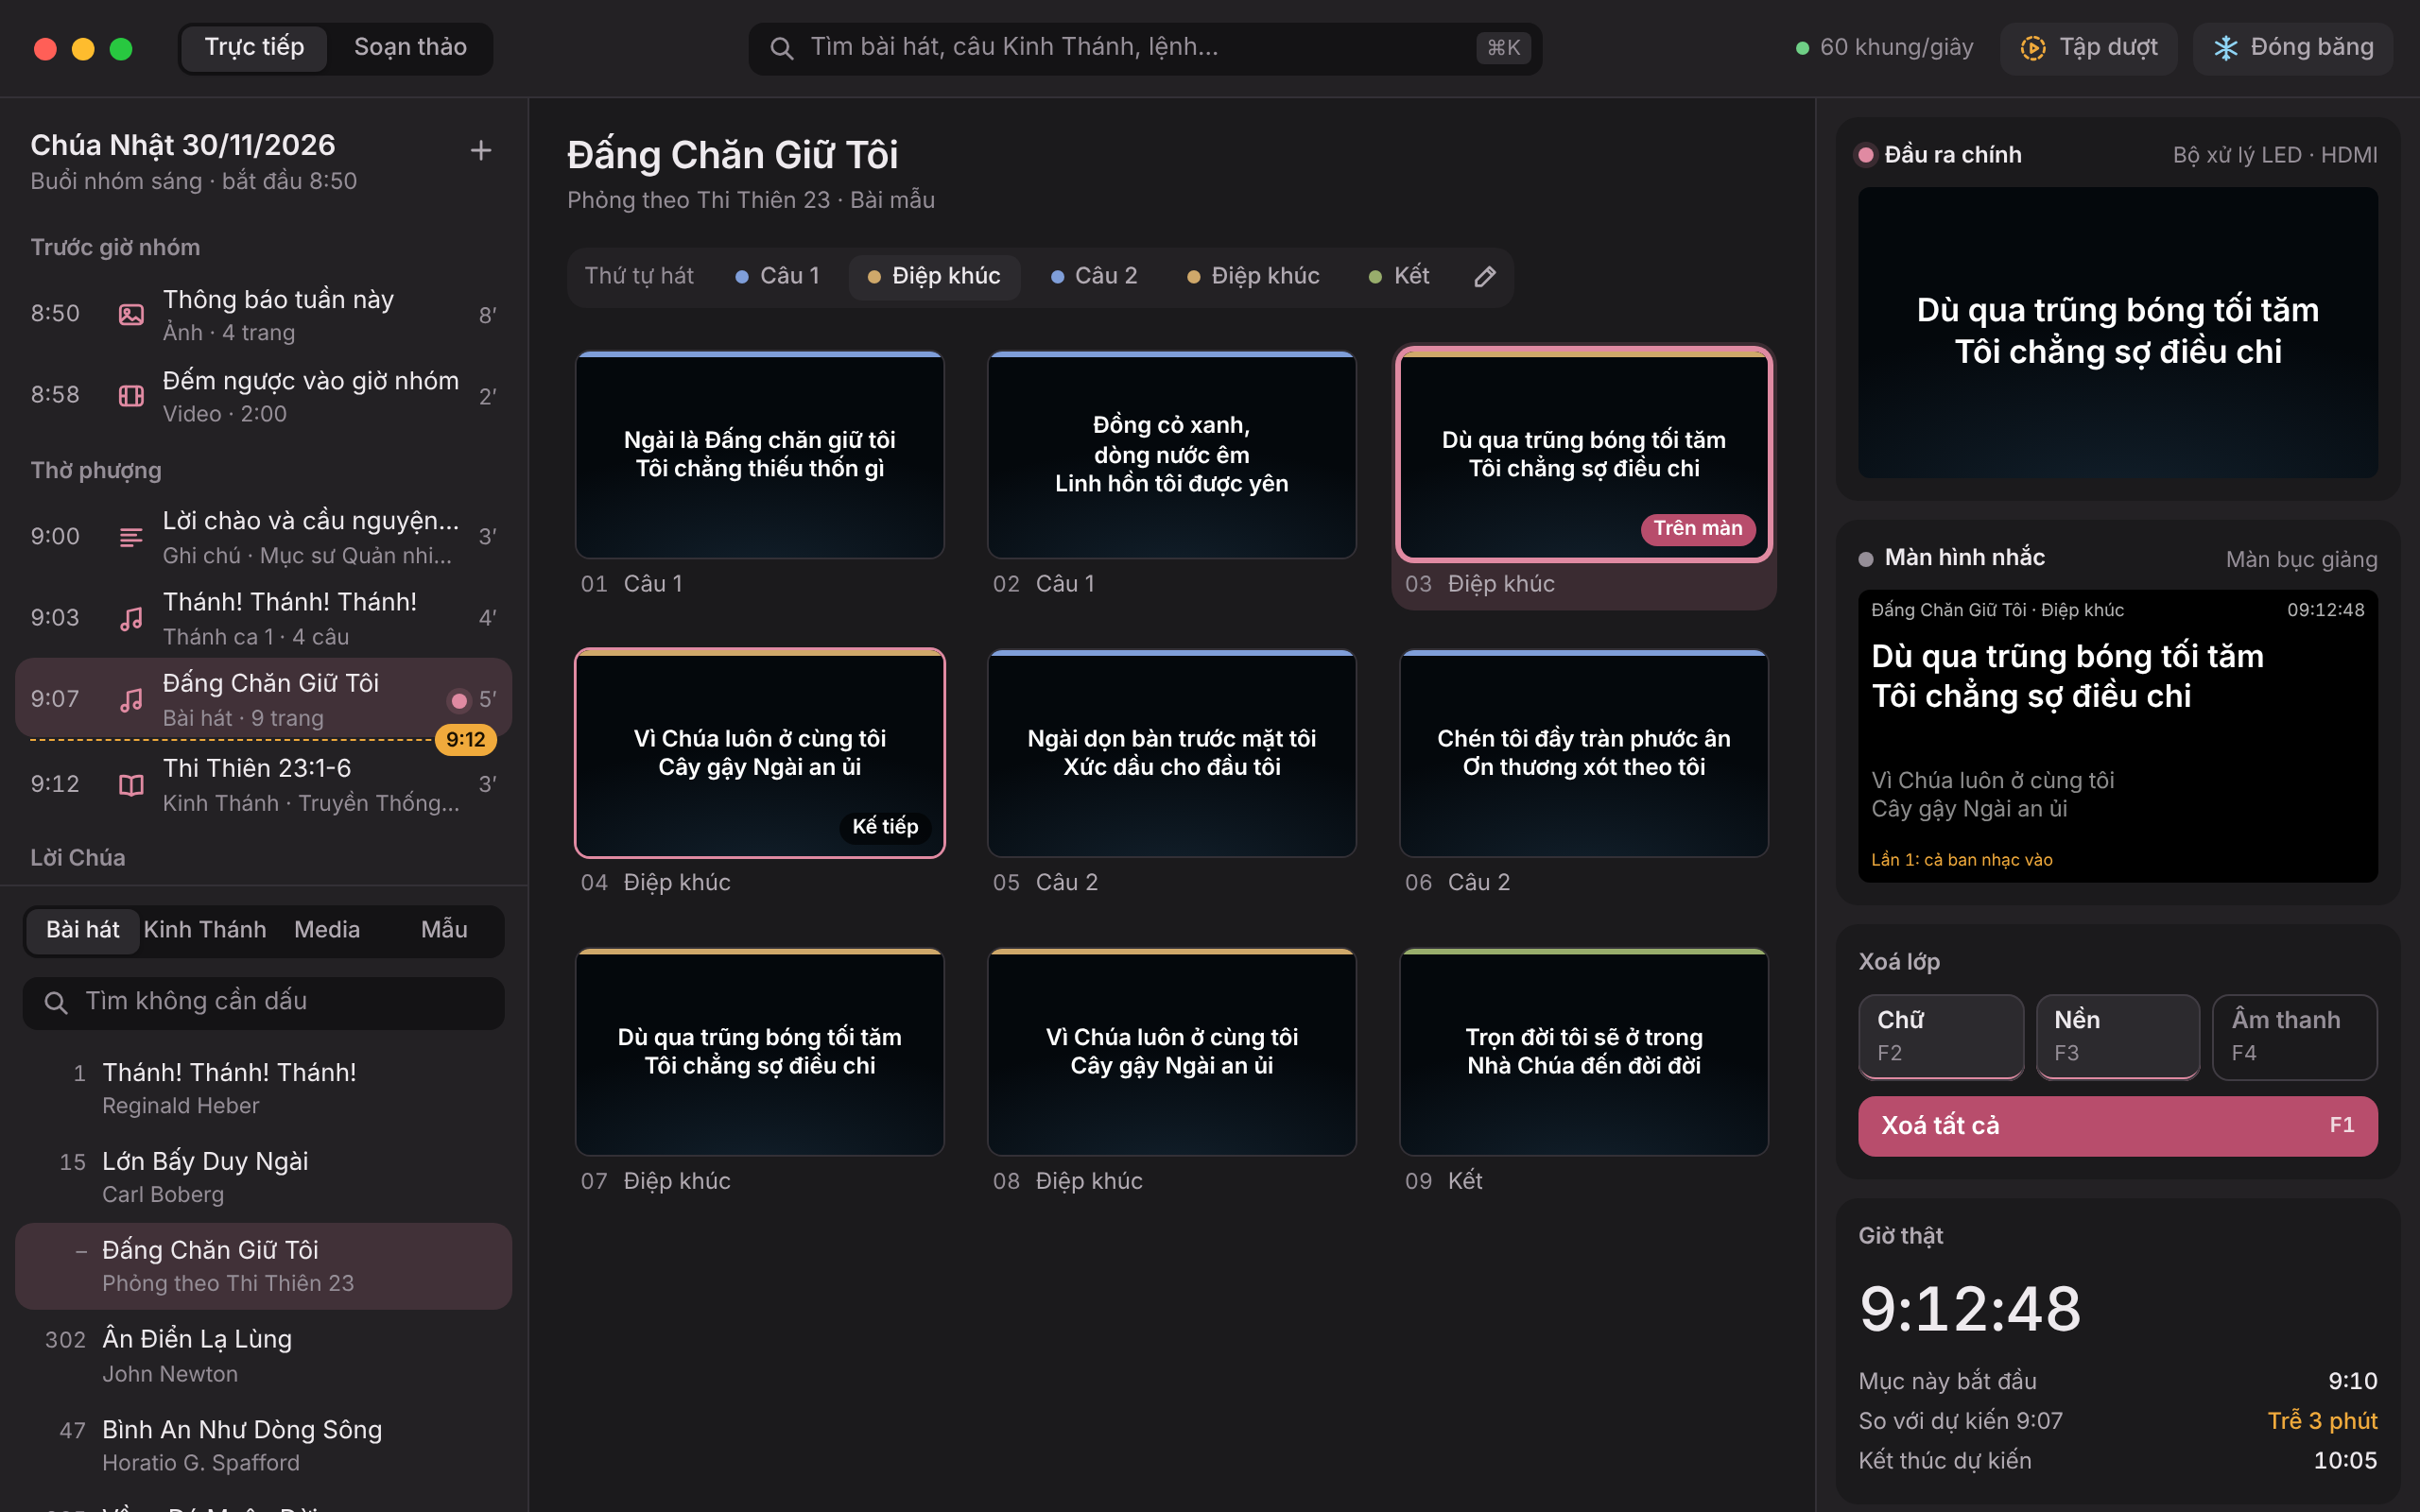 Trực tiếp
Soạn thảo
Tìm bài hát, câu Kinh Thánh, lệnh...
⌘K
60 khung/giây
Tập dượt
Đóng băng
Chúa Nhật 30/11/2026
Buổi nhóm sáng · bắt đầu 8:50
Trước giờ nhóm
8:50
Thông báo tuần này
8′
Ảnh · 4 trang
8:58
Đếm ngược vào giờ nhóm
2′
Video · 2:00
Thờ phượng
9:00
Lời chào và cầu nguyện...
3′
Ghi chú · Mục sư Quản nhi...
9:03
Thánh! Thánh! Thánh!
4′
Thánh ca 1 · 4 câu
9:07
Đấng Chăn Giữ Tôi
5′
Bài hát · 9 trang
9:12
9:12
Thi Thiên 23:1-6
3′
Kinh Thánh · Truyền Thống...
Lời Chúa
Bài hát
Kinh Thánh
Media
Mẫu
Tìm không cần dấu
1
Thánh! Thánh! Thánh!
Reginald Heber
15
Lớn Bấy Duy Ngài
Carl Boberg
–
Đấng Chăn Giữ Tôi
Phỏng theo Thi Thiên 23
302
Ân Điển Lạ Lùng
John Newton
47
Bình An Như Dòng Sông
Horatio G. Spafford
Đấng Chăn Giữ Tôi
Phỏng theo Thi Thiên 23 · Bài mẫu
Thứ tự hát
Câu 1
Điệp khúc
Câu 2
Điệp khúc
Kết
Ngài là Đấng chăn giữ tôi
Tôi chẳng thiếu thốn gì
01 Câu 1
Đồng cỏ xanh,
dòng nước êm
Linh hồn tôi được yên
02 Câu 1
Dù qua trũng bóng tối tăm
Tôi chẳng sợ điều chi
Trên màn
03 Điệp khúc
Vì Chúa luôn ở cùng tôi
Cây gậy Ngài an ủi
Kế tiếp
04 Điệp khúc
Ngài dọn bàn trước mặt tôi
Xức dầu cho đầu tôi
05 Câu 2
Chén tôi đầy tràn phước ân
Ơn thương xót theo tôi
06 Câu 2
Dù qua trũng bóng tối tăm
Tôi chẳng sợ điều chi
07 Điệp khúc
Vì Chúa luôn ở cùng tôi
Cây gậy Ngài an ủi
08 Điệp khúc
Trọn đời tôi sẽ ở trong
Nhà Chúa đến đời đời
09 Kết
Đầu ra chính
Bộ xử lý LED · HDMI
Dù qua trũng bóng tối tăm
Tôi chẳng sợ điều chi
Màn hình nhắc
Màn bục giảng
Đấng Chăn Giữ Tôi · Điệp khúc
09:12:48
Dù qua trũng bóng tối tăm
Tôi chẳng sợ điều chi
Vì Chúa luôn ở cùng tôi
Cây gậy Ngài an ủi
Lần 1: cả ban nhạc vào
Xoá lớp
Chữ
F2
Nền
F3
Âm thanh
F4
Xoá tất cả
F1
Giờ thật
9:12:48
Mục này bắt đầu
9:10
So với dự kiến 9:07
Trễ 3 phút
Kết thúc dự kiến
10:05